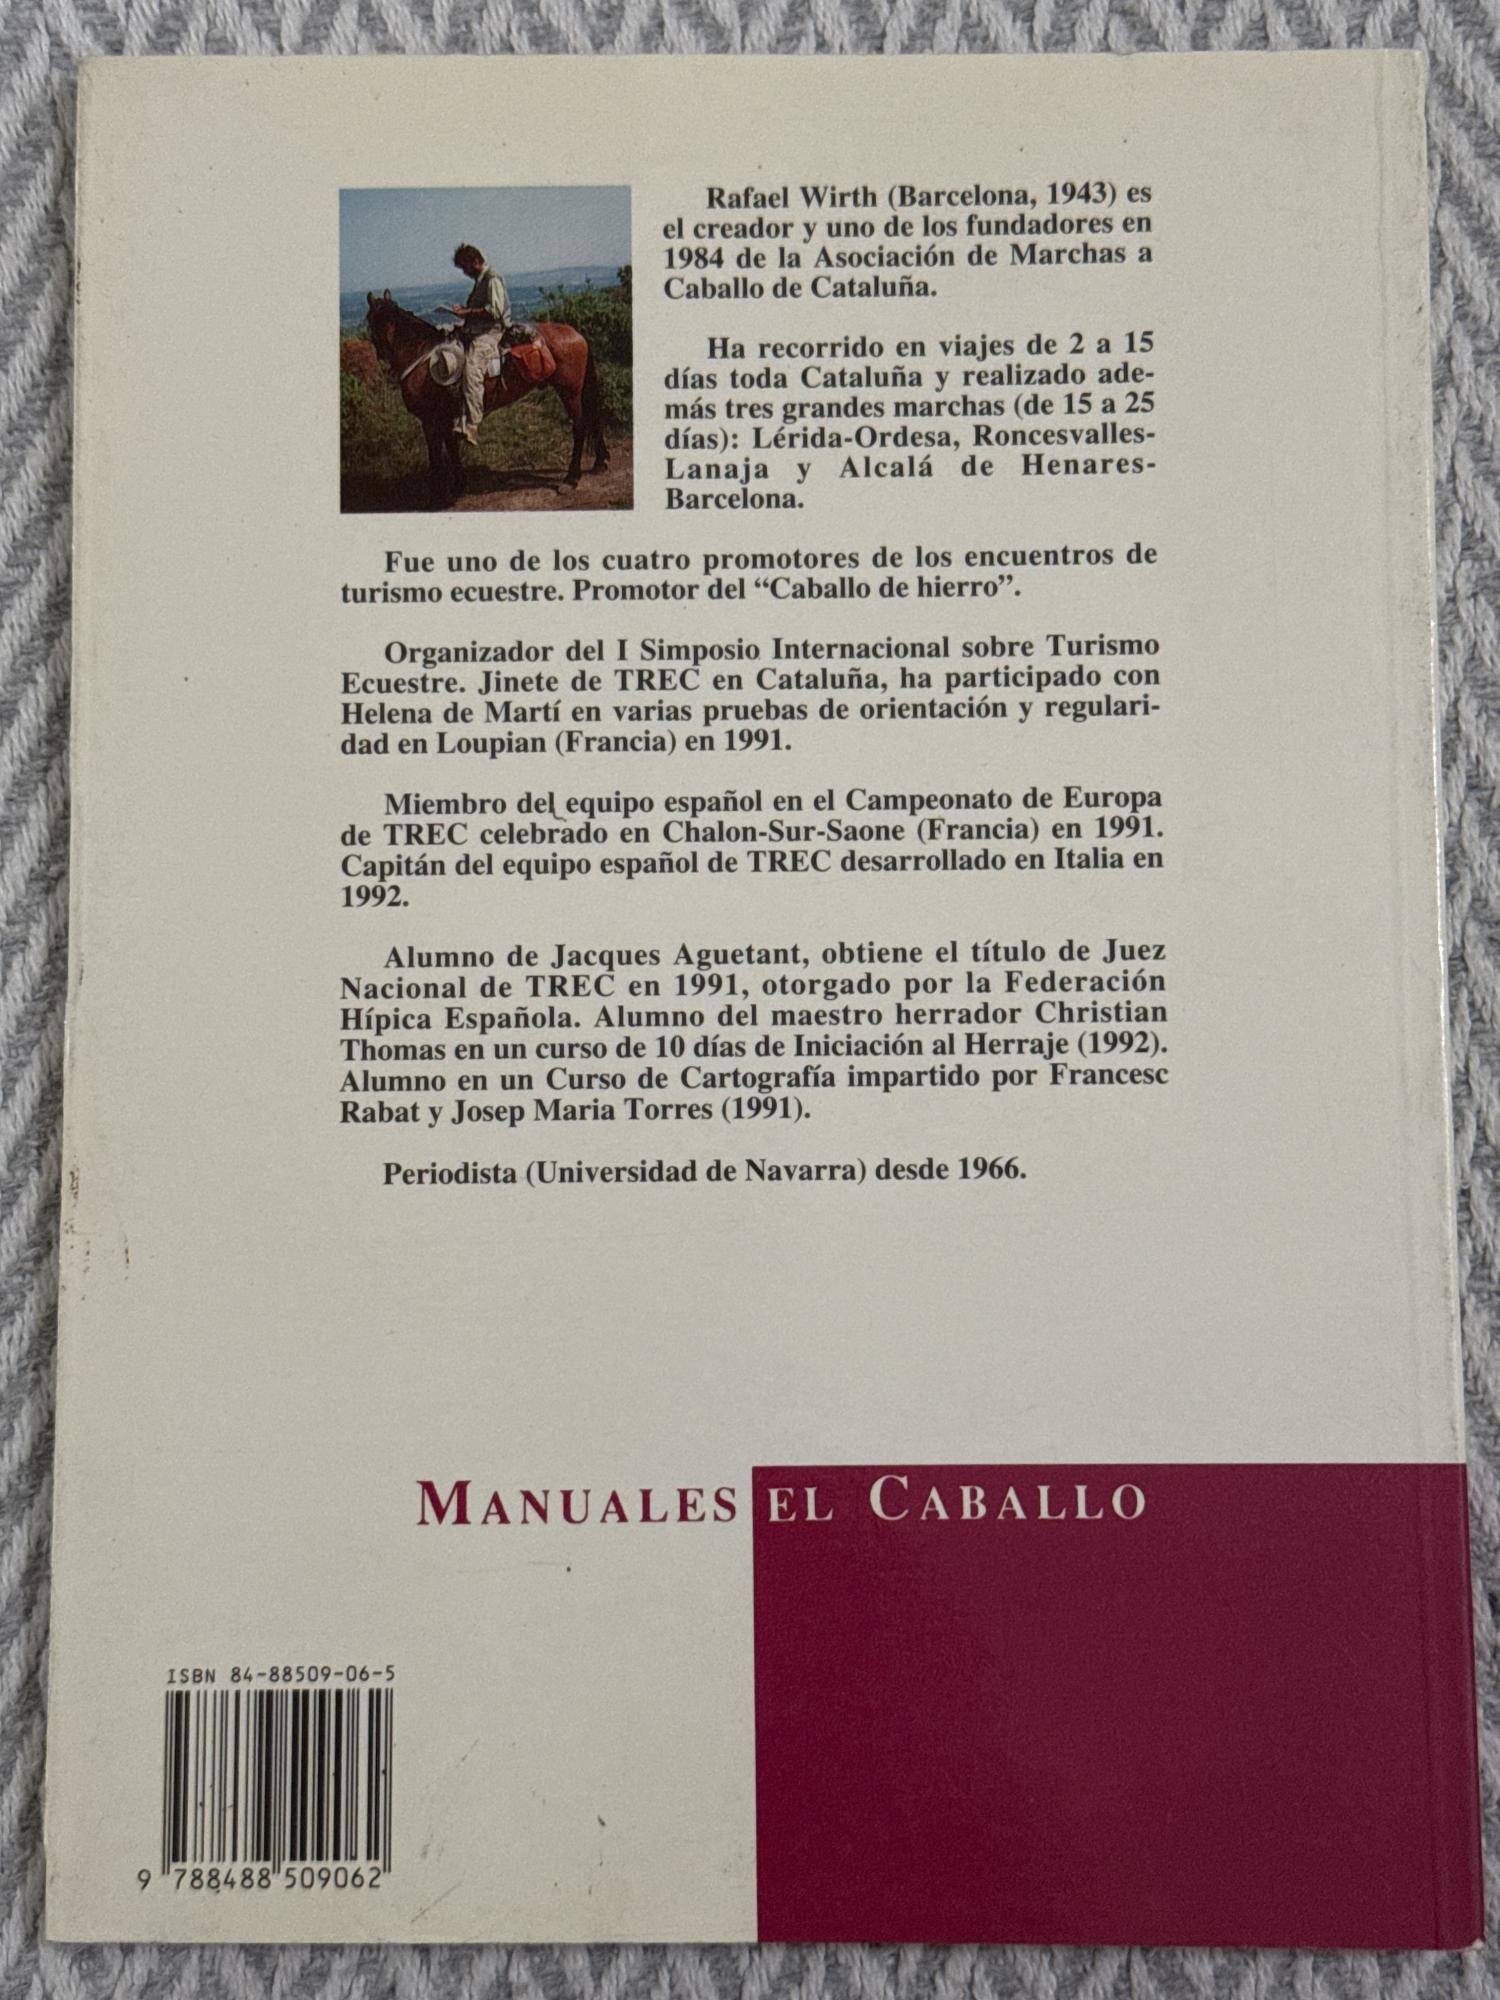 Rafael Wirth (Barcelona, 1943) es
el creador y uno de los fundadores en
1984 de la Asociación de Marchas a
Caballo de Cataluña.
Ha recorrido en viajes de 2 a 15
días toda Cataluña y realizado ade-
más tres grandes marchas (de 15 a 25
días): Lérida-Ordesa, Roncesvalles-
Lanaja y Alcalá de Henares-
Barcelona.
Fue uno de los cuatro promotores de los encuentros de
turismo ecuestre. Promotor del “Caballo de hierro”.
Organizador del I Simposio Internacional sobre Turismo
Ecuestre. Jinete de TREC en Cataluña, ha participado con
Helena de Martí en varias pruebas de orientación y regulari-
dad en Loupian (Francia) en 1991.
Miembro del equipo español en el Campeonato de Europa
de TREC celebrado en Chalon-Sur-Saone (Francia) en 1991.
Capitán del equipo español de TREC desarrollado en Italia en
1992.
Alumno de Jacques Aguetant, obtiene el título de Juez
Nacional de TREC en 1991, otorgado por la Federación
Hípica Española. Alumno del maestro herrador Christian
Thomas en un curso de 10 días de Iniciación al Herraje (1992).
Alumno en un Curso de Cartografía impartido por Francesc
Rabat y Josep Maria Torres (1991).
Periodista (Universidad de Navarra) desde 1966.
MANUALES EL CABALLO
ISBN 84-88509-06-5
9 788488 509062